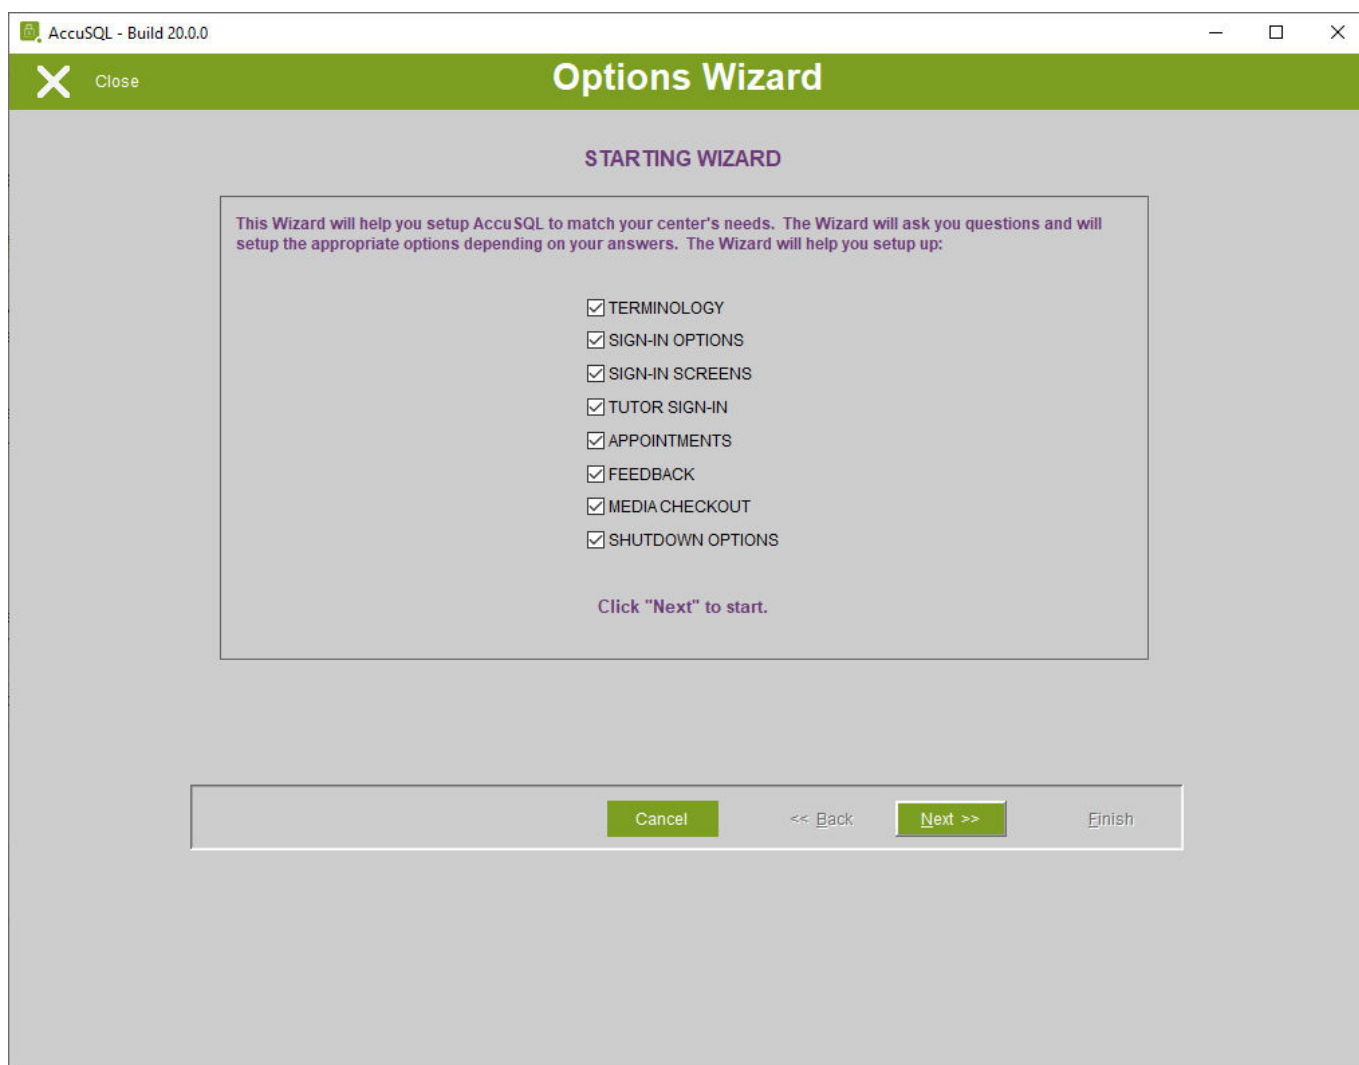 AccuSQL - Build 20.0.0
Close
Options Wizard
STARTING WIZARD
This Wizard will help you setup AccuSQL to match your center's needs.  The Wizard will ask you questions and will
setup the appropriate options depending on your answers.  The Wizard will help you setup up:
TERMINOLOGY
SIGN-IN OPTIONS
SIGN-IN SCREENS
TUTOR SIGN-IN
APPOINTMENTS
FEEDBACK
MEDIA CHECKOUT
SHUTDOWN OPTIONS
Click "Next" to start.
Cancel
<< Back
Next >>
Finish